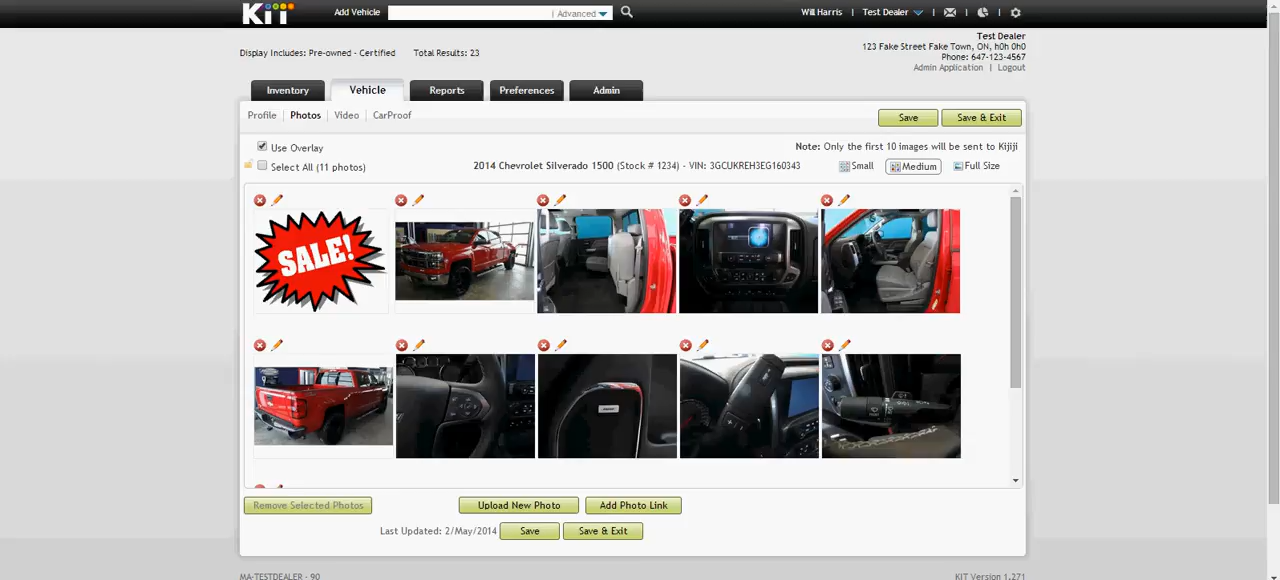 KiT
Add Vehicle | Advanced
Will Harris | Test Dealer | | |
Test Dealer
Display Includes: Pre-owned - Certified Total Results: 23
123 Fake Street Fake Town, ON, h0h 0h0
Phone: 647-123-4567
Admin Application | Logout
Inventory Vehicle Reports Preferences Admin
Profile | Photos | Video | CarProof
Save Save & Exit
Use Overlay
Note: Only the first 10 images will be sent to Kijiji
Select All (11 photos)
2014 Chevrolet Silverado 1500 (Stock # 1234) - VIN: 3GCUKREH3EG160343
Small Medium Full Size
SALE!
Remove Selected Photos Upload New Photo Add Photo Link
Last Updated: 2/May/2014 Save Save & Exit
MA-TESTDEALER - 90
KIT Version 1.271